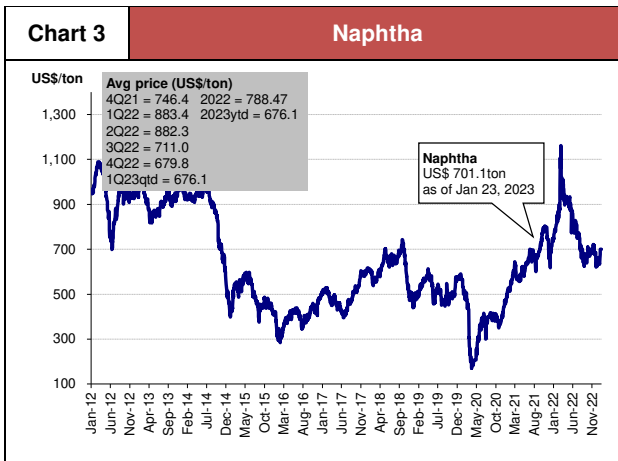 Chart 3
Naphtha
US$/ton
Avg price (US$/ton)
4Q21 = 746.4 2022 = 788.47
1Q22 = 883.4 2023ytd = 676.1
2Q22 = 882.3
3Q22 = 711.0
4Q22 = 679.8
1Q23qtd = 676.1
Naphtha
US$ 701.1ton
as of Jan 23, 2023
1,300
1,100
900
700
500
300
100
Jan-12
Jun-12
Nov-12
Apr-13
Sep-13
Feb-14
Jul-14
Dec-14
May-15
Oct-15
Mar-16
Aug-16
Jan-17
Jun-17
Nov-17
Apr-18
Sep-18
Feb-19
Jul-19
Dec-19
May-20
Oct-20
Mar-21
Aug-21
Jan-22
Jun-22
Nov-22